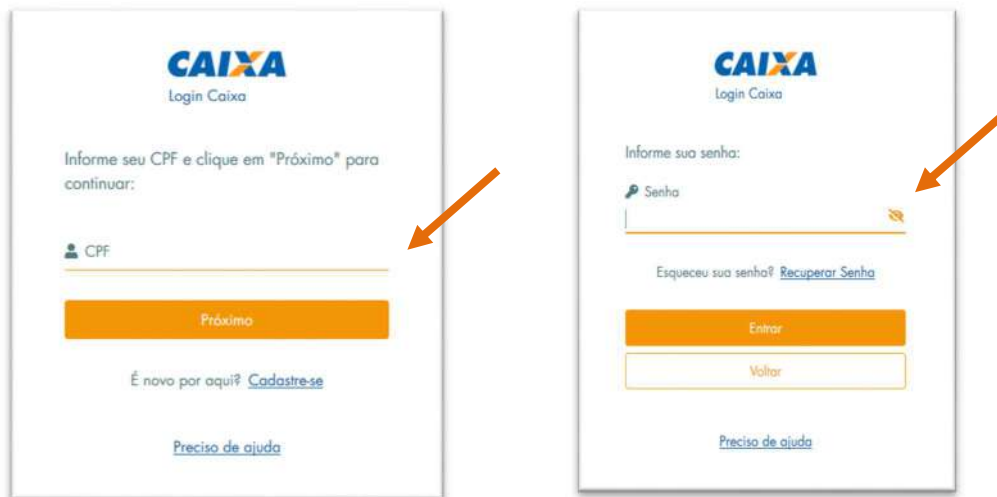 CAIXA
Login Caixa
Informe seu CPF e clique em "Próximo" para
continuar:
CPF
Próximo
É novo por aqui? Cadastre-se
Preciso de ajuda
CAIXA
Login Caixa
Informe sua senha:
Senha
Esqueceu sua senha? Recuperar Senha
Entrar
Voltar
Preciso de ajuda